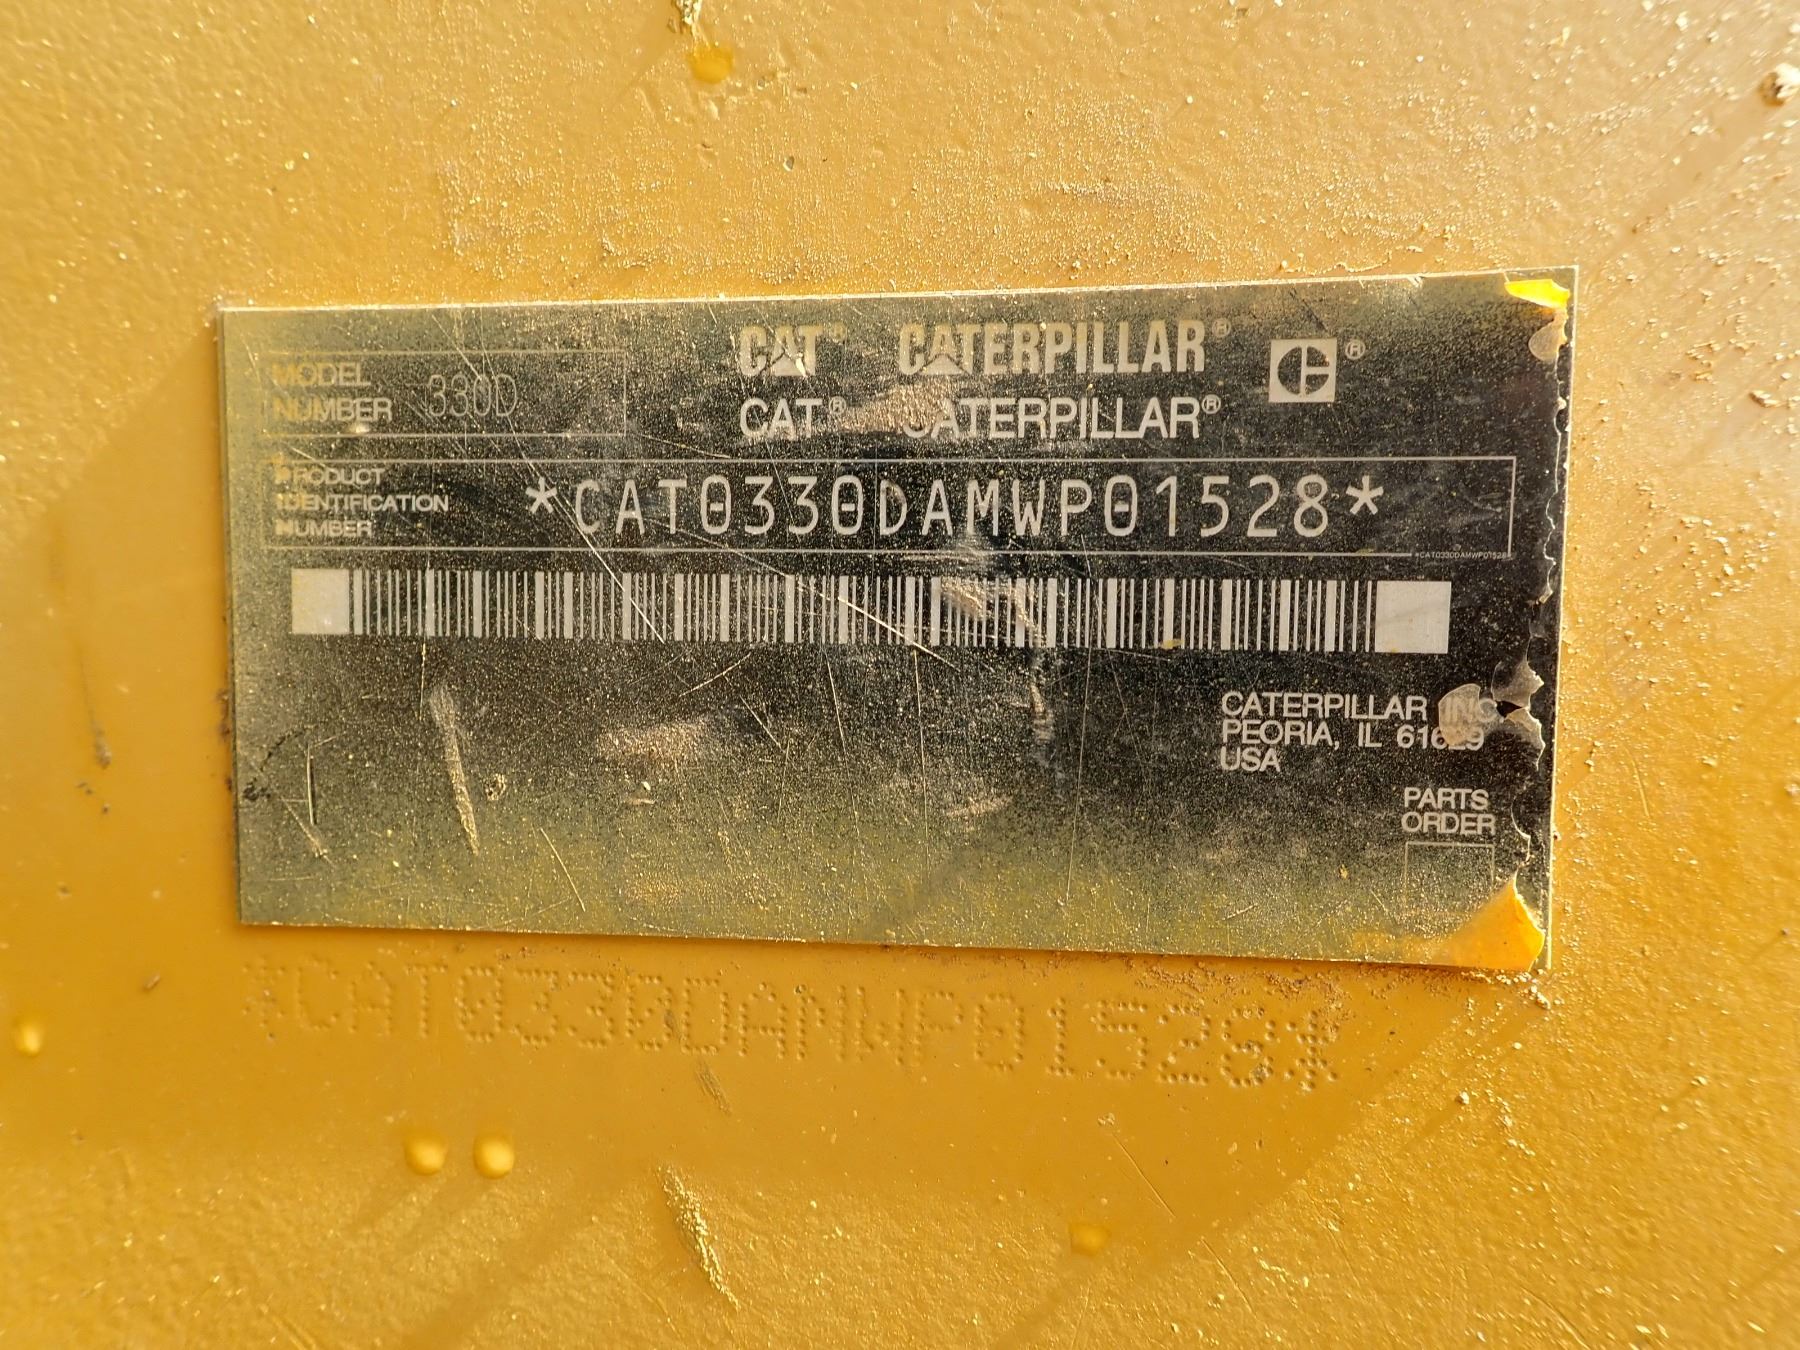 MODEL
NUMBER 330D
CAT® CATERPILLAR® ®
CAT® CATERPILLAR®
PRODUCT
IDENTIFICATION
NUMBER
*CAT0330DAMWP01528*
*CAT0330DAMWP01528*
CATERPILLAR INC
PEORIA, IL 61629
USA
PARTS
ORDER
*CAT0330DAMWP01528*